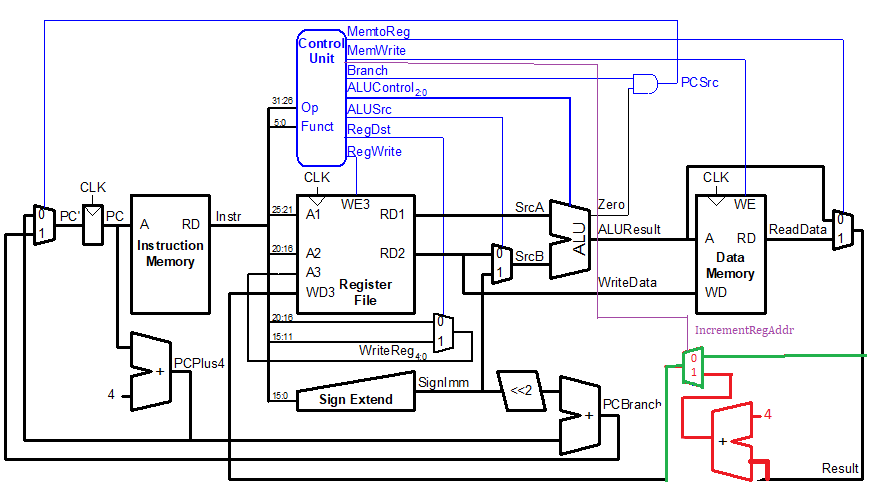 MemtoReg
Control
Unit
MemWrite
Branch
PCSrc
ALUControl2:0
31:26
Op
ALUSrc
5:0
Funct
RegDst
RegWrite
CLK
CLK
CLK
WE3
WE
0
1
PC'
PC
A
RD
Instr
Instruction
Memory
25:21
A1
RD1
SrcA
Zero
ALU
ALUResult
20:16
A2
RD2
0
1
SrcB
A3
WD3
Register
File
WriteData
A
RD
ReadData
Data
Memory
WD
0
1
20:16
0
15:11
1
WriteReg4:0
IncrementRegAddr
0
1
PCPlus4
+
4
15:0
Sign Extend
SignImm
<<2
+
PCBranch
4
+
Result